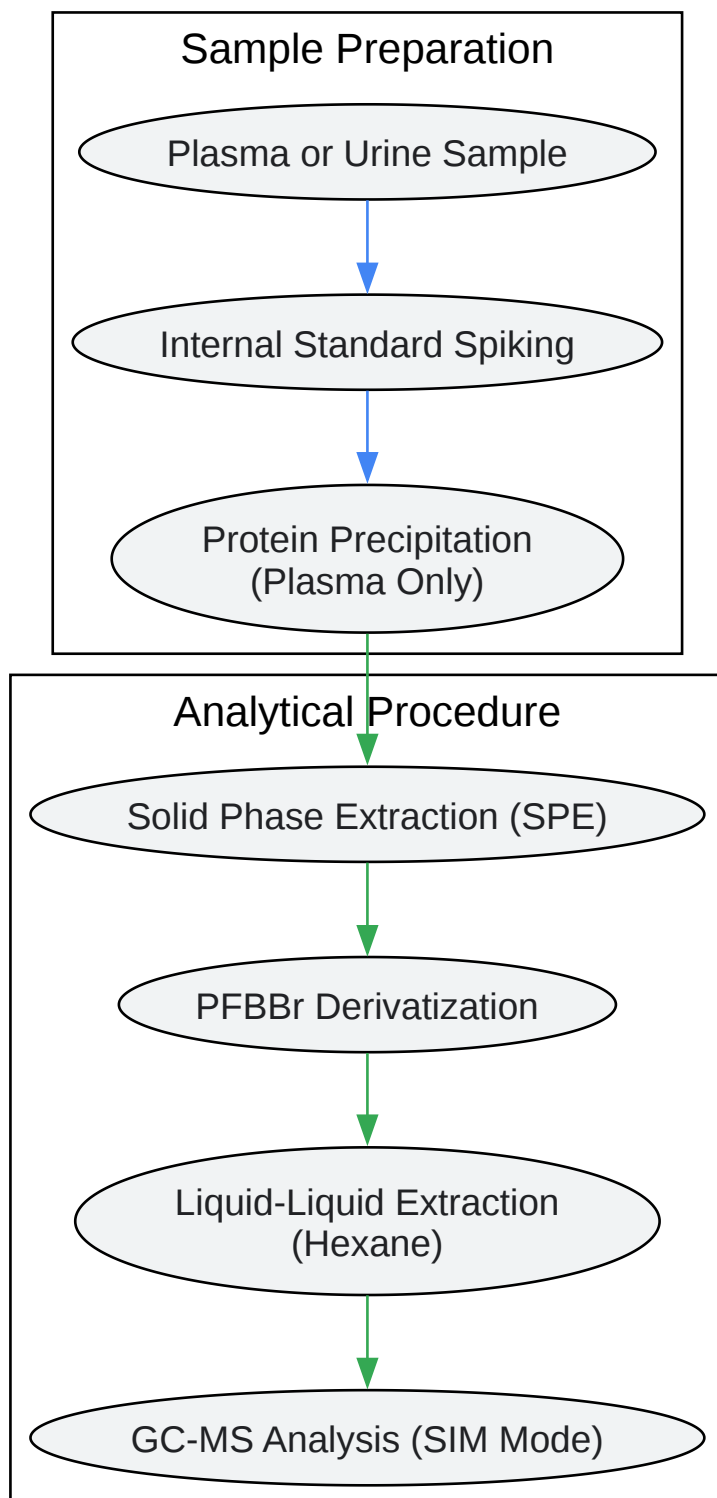 Sample Preparation
Plasma or Urine Sample
Internal Standard Spiking
Protein Precipitation
(Plasma Only)
Analytical Procedure
Solid Phase Extraction (SPE)
PFBBr Derivatization
Liquid-Liquid Extraction
(Hexane)
GC-MS Analysis (SIM Mode)